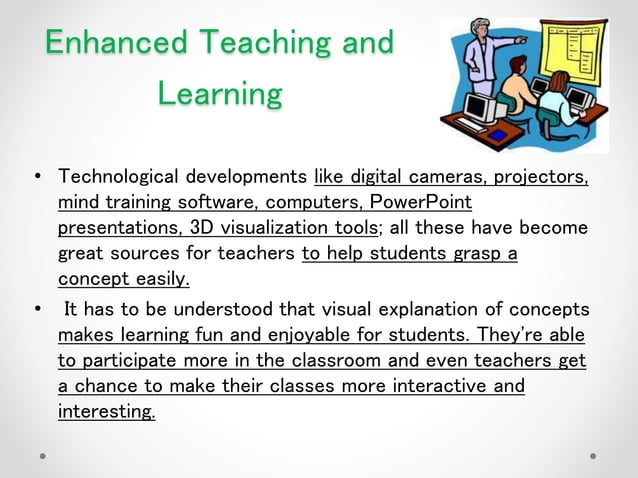 Enhanced Teaching and
Learning
• Technological developments like digital cameras, projectors,
mind training software, computers, PowerPoint
presentations, 3D visualization tools; all these have become
great sources for teachers to help students grasp a
concept easily.
• It has to be understood that visual explanation of concepts
makes learning fun and enjoyable for students. They're able
to participate more in the classroom and even teachers get
a chance to make their classes more interactive and
interesting.